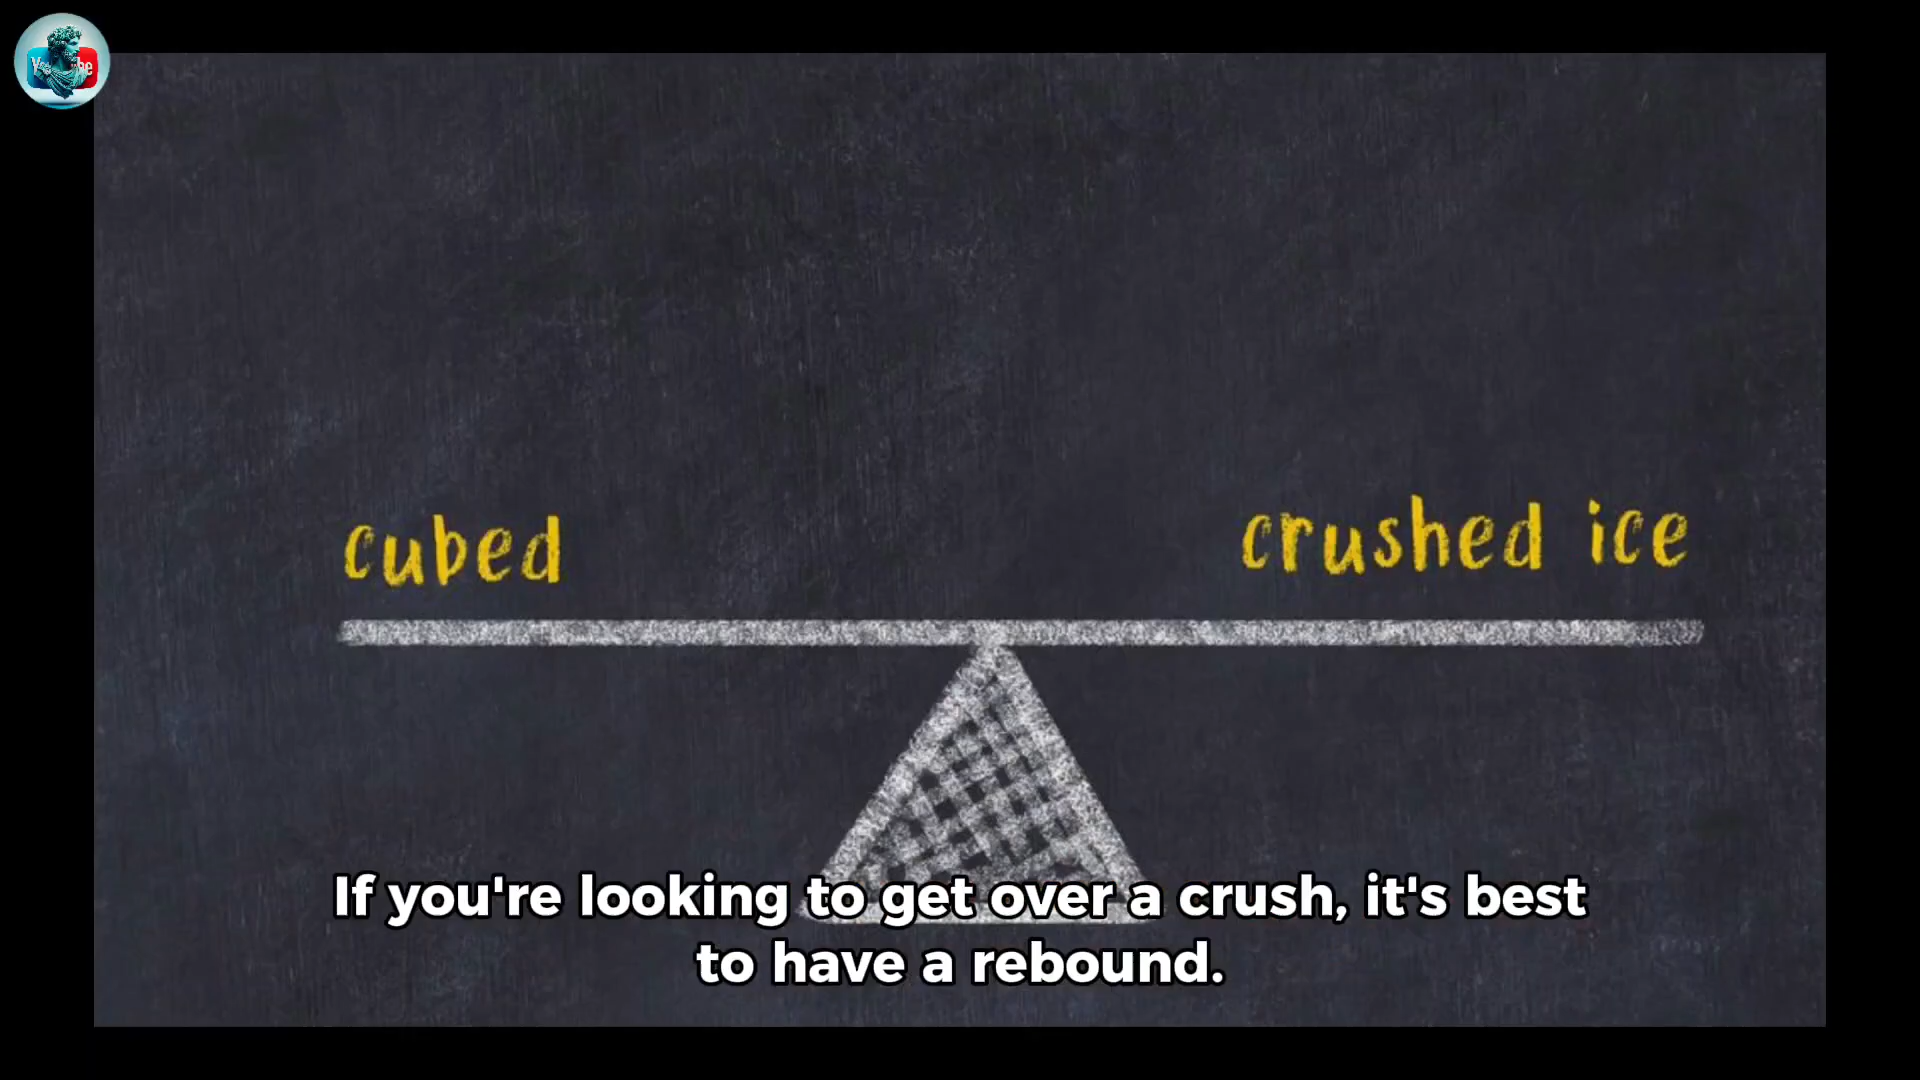 cubed
crushed ice
If you're looking to get over a crush, it's best
to have a rebound.